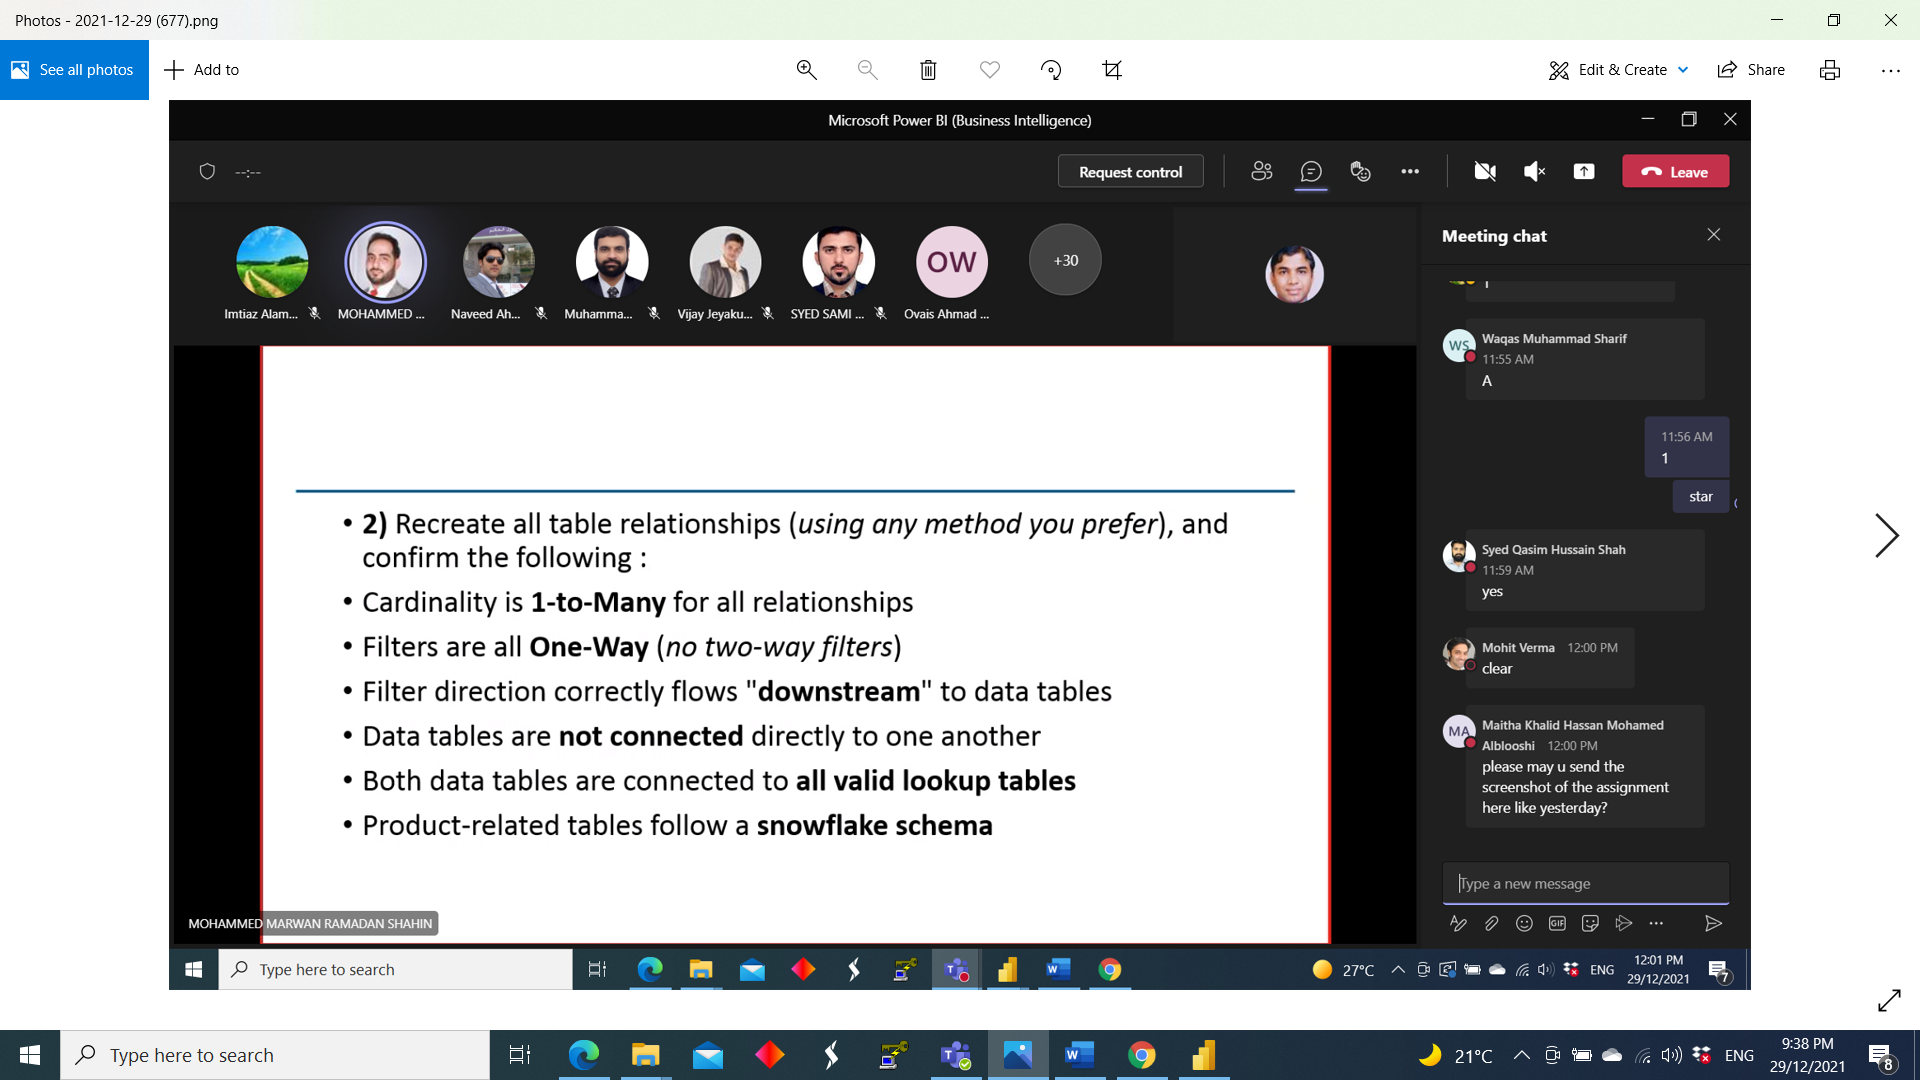 Photos - 2021-12-29 (677).png
See all photos
Add to
Edit & Create
Share
Microsoft Power BI (Business Intelligence)
--:--
Request control
Leave
OW
+30
Imtiaz Alam...
MOHAMMED ...
Naveed Ah...
Muhamma...
Vijay Jeyaku...
SYED SAMI ...
Ovais Ahmad ...
• 2) Recreate all table relationships (using any method you prefer), and
confirm the following :
• Cardinality is 1-to-Many for all relationships
• Filters are all One-Way (no two-way filters)
• Filter direction correctly flows "downstream" to data tables
• Data tables are not connected directly to one another
• Both data tables are connected to all valid lookup tables
• Product-related tables follow a snowflake schema
MOHAMMED MARWAN RAMADAN SHAHIN
Meeting chat
WS
Waqas Muhammad Sharif
11:55 AM
A
11:56 AM
1
star
Syed Qasim Hussain Shah
11:59 AM
yes
Mohit Verma 12:00 PM
clear
MA
Maitha Khalid Hassan Mohamed
Alblooshi 12:00 PM
please may u send the
screenshot of the assignment
here like yesterday?
Type a new message
GIF
Type here to search
27°C
ENG
12:01 PM
29/12/2021
7
Type here to search
21°C
ENG
9:38 PM
29/12/2021
8